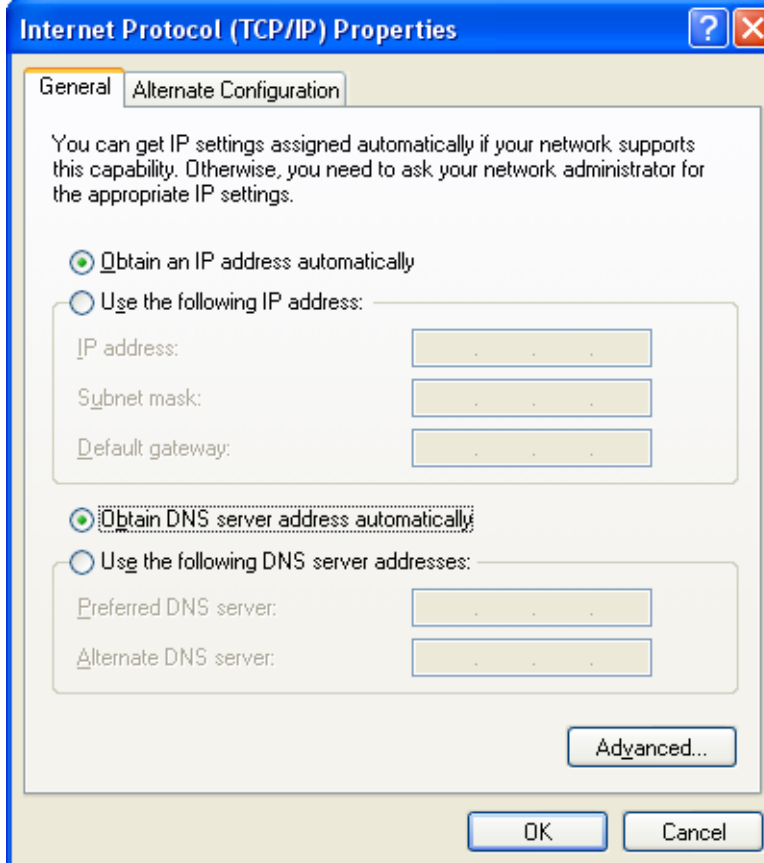 Internet Protocol (TCP/IP) Properties
General
Alternate Configuration
You can get IP settings assigned automatically if your network supports
this capability. Otherwise, you need to ask your network administrator for
the appropriate IP settings.
Obtain an IP address automatically
Use the following IP address:
IP address:
Subnet mask:
Default gateway:
Obtain DNS server address automatically
Use the following DNS server addresses:
Preferred DNS server:
Alternate DNS server:
Advanced...
OK
Cancel